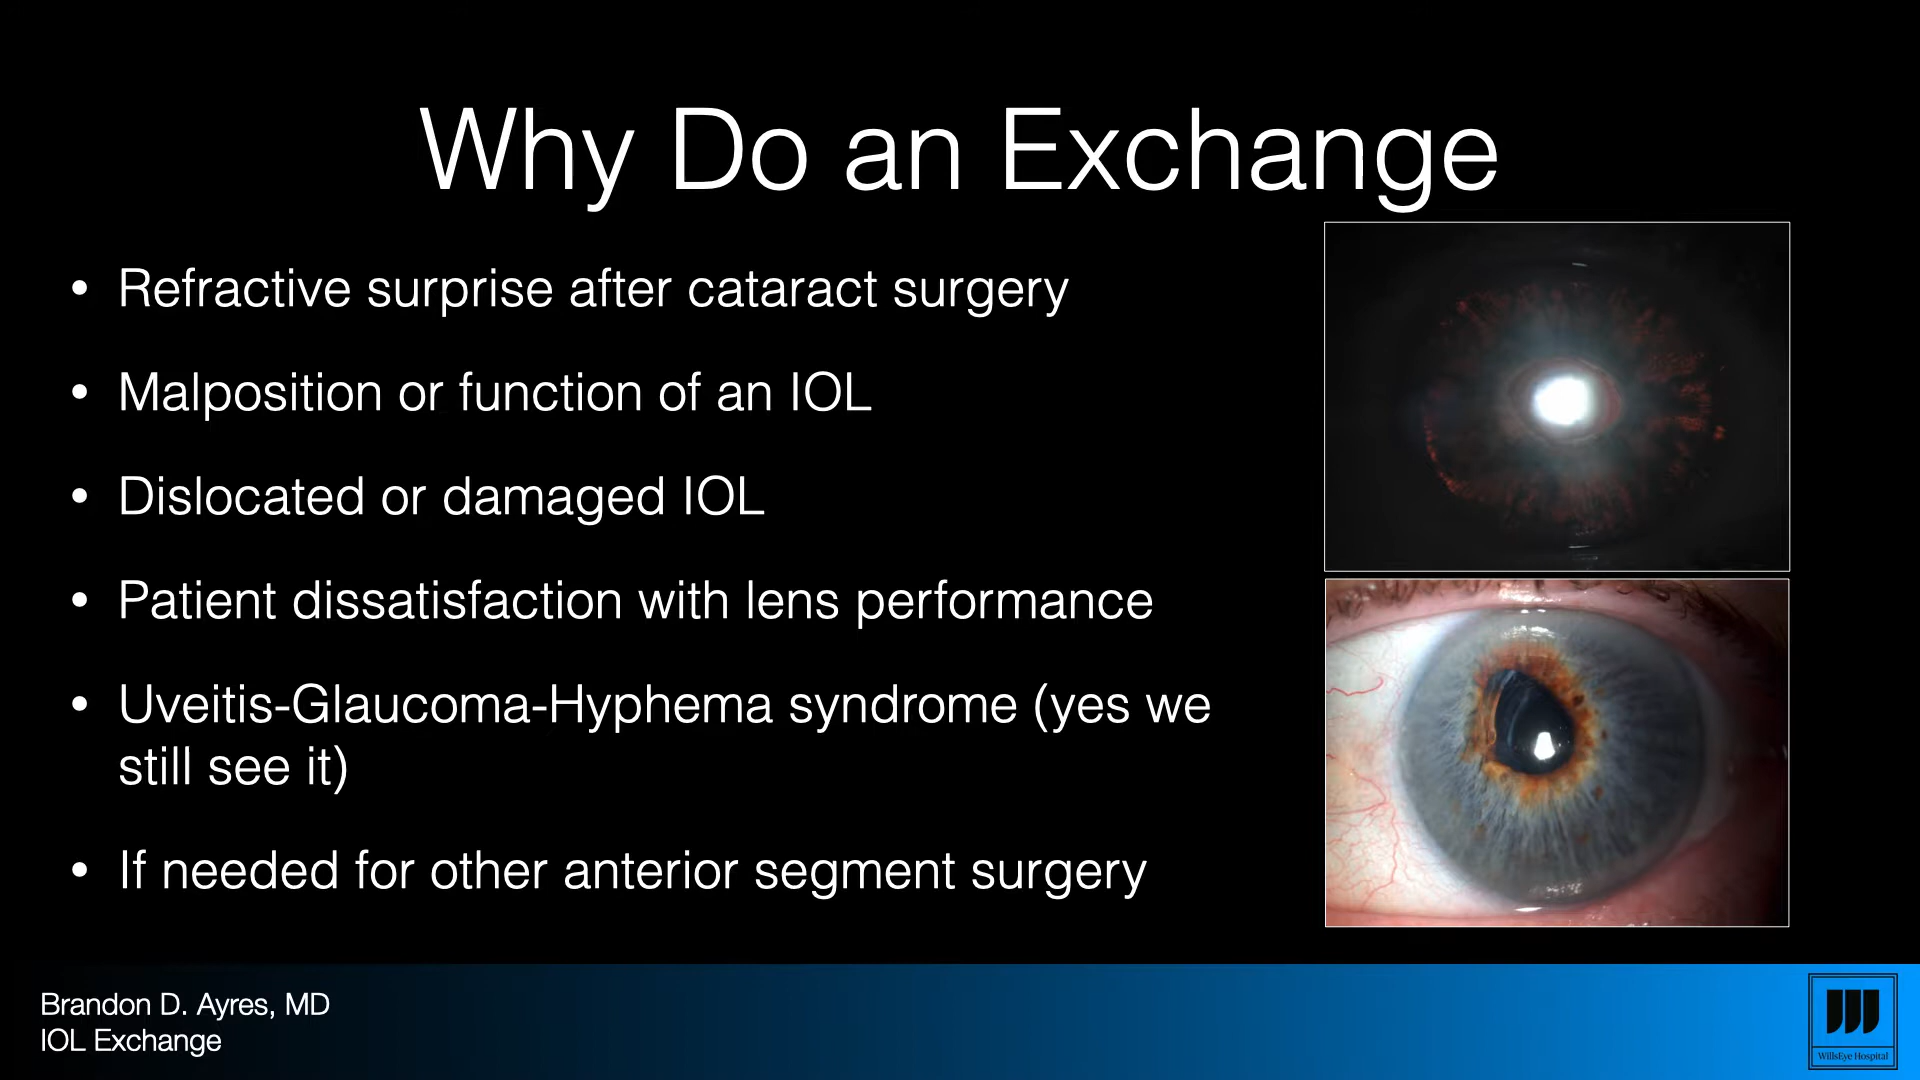 Why Do an Exchange
• Refractive surprise after cataract surgery
• Malposition or function of an IOL
• Dislocated or damaged IOL
• Patient dissatisfaction with lens performance
• Uveitis-Glaucoma-Hyphema syndrome (yes we
still see it)
• If needed for other anterior segment surgery
Brandon D. Ayres, MD
IOL Exchange
WillsEye Hospital